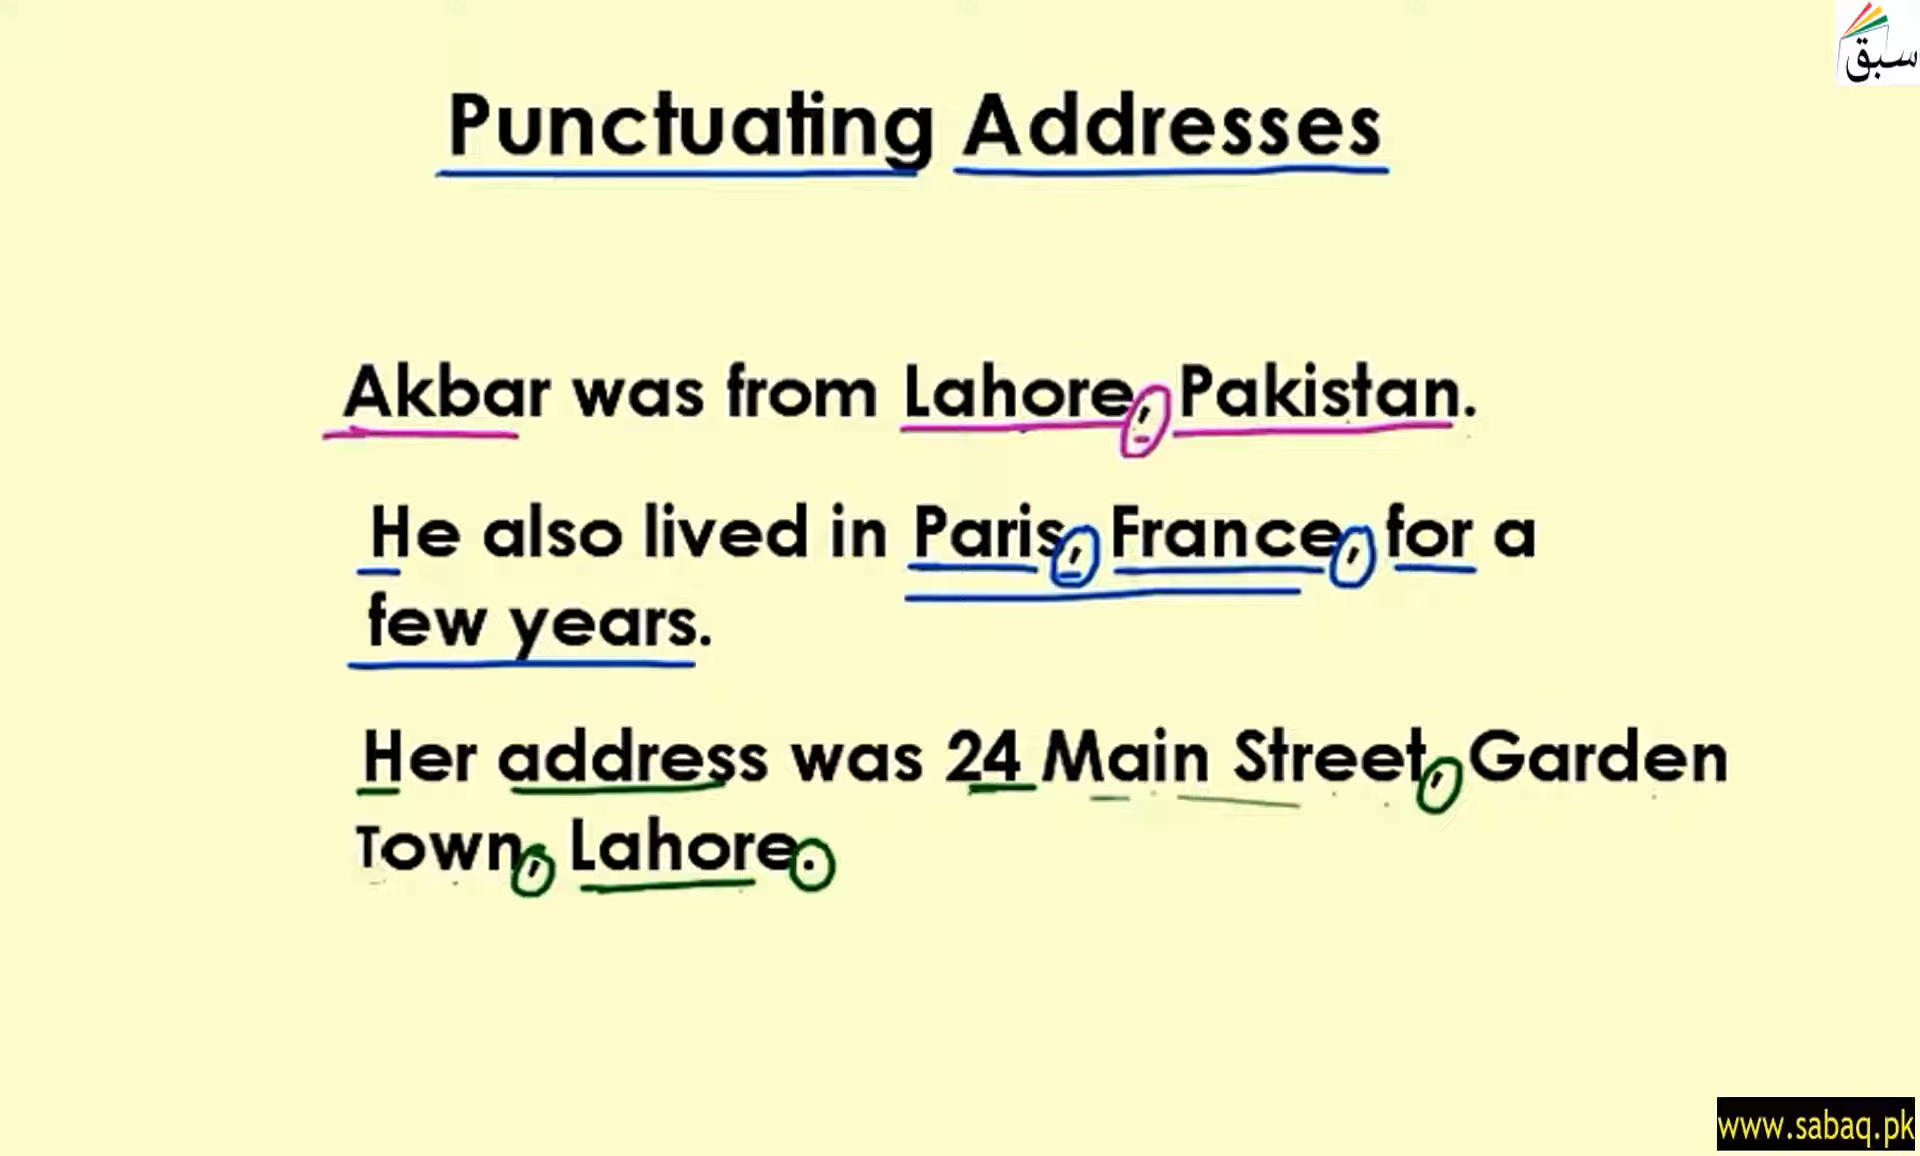 سبق
Punctuating Addresses
Akbar was from Lahore, Pakistan.
He also lived in Paris, France, for a
few years.
Her address was 24 Main Street, Garden
Town, Lahore.
www.sabaq.pk